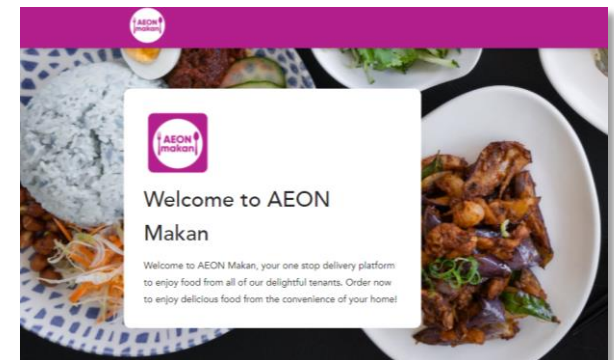 AEON
makan
AEON
makan
Welcome to AEON
Makan
Welcome to AEON Makan, your one stop delivery platform
to enjoy food from all of our delightful tenants. Order now
to enjoy delicious food from the convenience of your home!